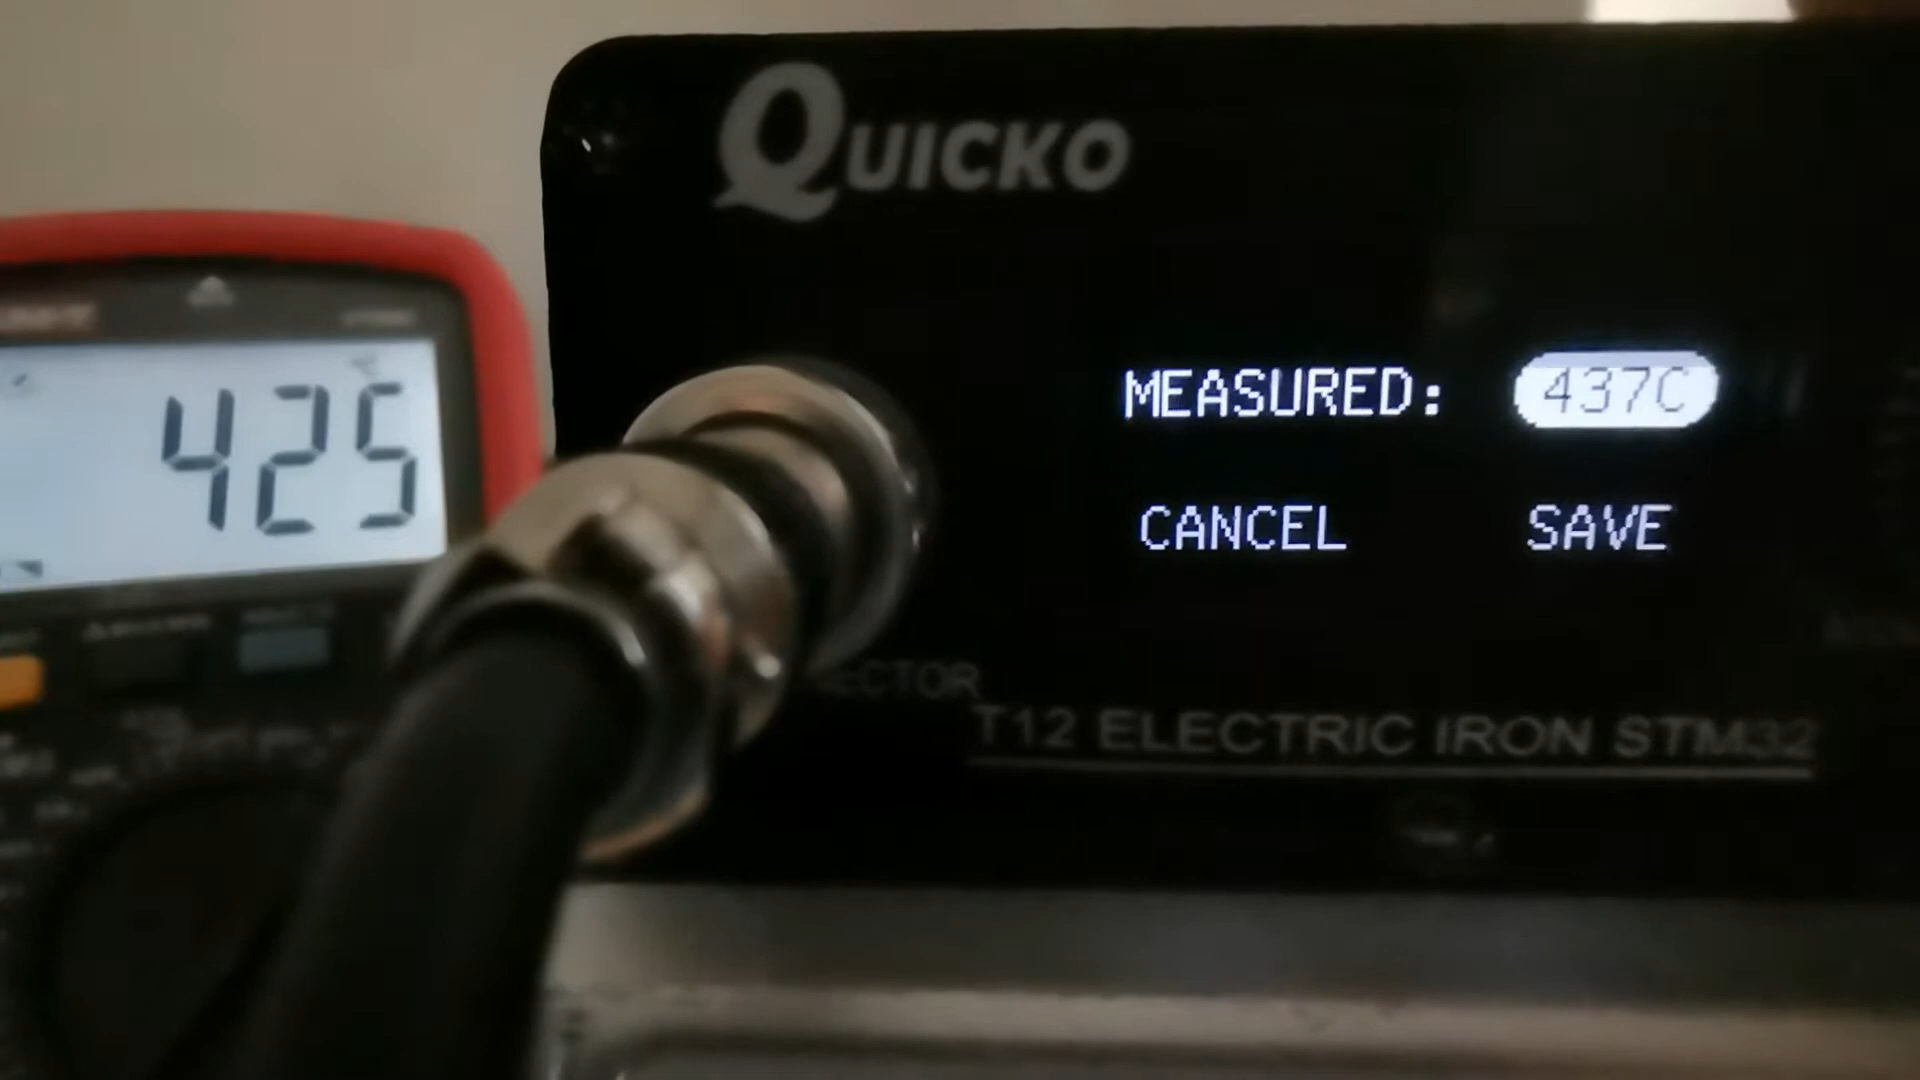 QUICKO
425
MEASURED: 437C
CANCEL SAVE
T12 ELECTRIC IRON STM32